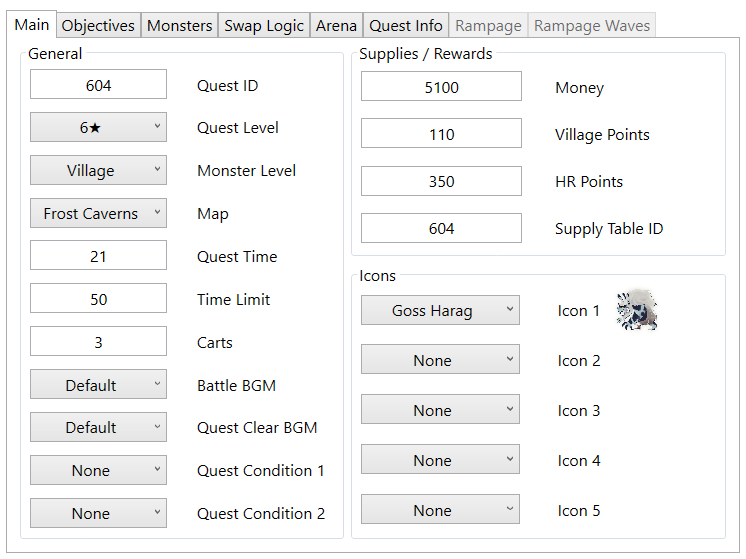 Main Objectives Monsters Swap Logic Arena Quest Info Rampage Rampage Waves
General
604 Quest ID
6★ Quest Level
Village Monster Level
Frost Caverns Map
21 Quest Time
50 Time Limit
3 Carts
Default Battle BGM
Default Quest Clear BGM
None Quest Condition 1
None Quest Condition 2
Supplies / Rewards
5100 Money
110 Village Points
350 HR Points
604 Supply Table ID
Icons
Goss Harag Icon 1
None Icon 2
None Icon 3
None Icon 4
None Icon 5